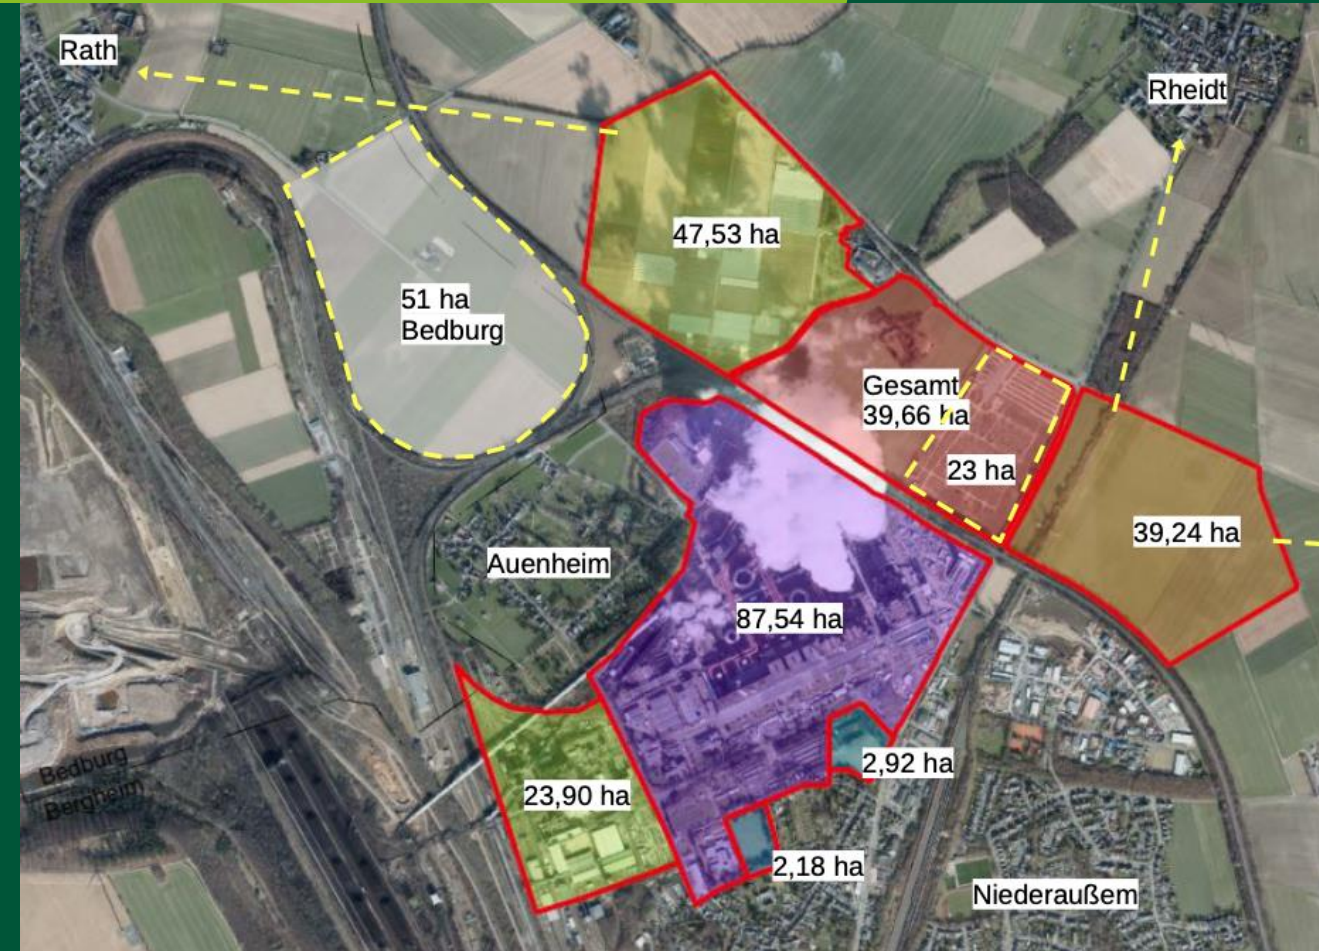 Rath
Rheidt
47,53 ha
51 ha
Bedburg
Gesamt
39,66 ha
23 ha
39,24 ha
Auenheim
87,54 ha
2,92 ha
Bedburg
Bergheim
23,90 ha
2,18 ha
Niederaußem